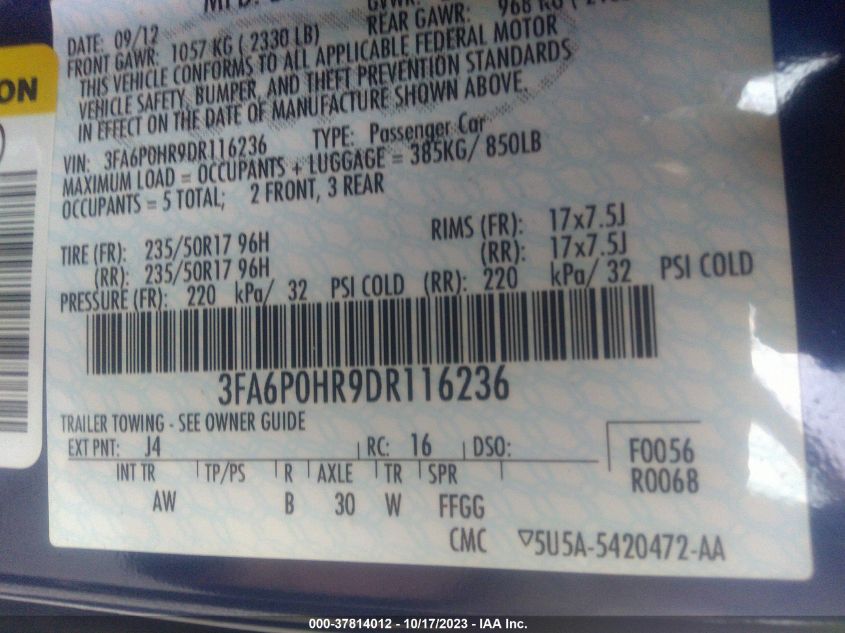 DATE: 09/12
FRONT GAWR: 1057 KG ( 2330 LB) REAR GAWR:
THIS VEHICLE CONFORMS TO ALL APPLICABLE FEDERAL MOTOR
VEHICLE SAFETY, BUMPER, AND THEFT PREVENTION STANDARDS
IN EFFECT ON THE DATE OF MANUFACTURE SHOWN ABOVE.
VIN: 3FA6P0HR9DR116236 TYPE: Passenger Car
MAXIMUM LOAD = OCCUPANTS + LUGGAGE = 385KG/ 850LB
OCCUPANTS = 5 TOTAL; 2 FRONT, 3 REAR
TIRE (FR): 235/50R17 96H RIMS (FR): 17x7.5J
(RR): 235/50R17 96H (RR): 17x7.5J
PRESSURE (FR): 220 kPa/ 32 PSI COLD (RR): 220 kPa/ 32 PSI COLD
3FA6P0HR9DR116236
TRAILER TOWING - SEE OWNER GUIDE
EXT PNT: J4 RC: 16 DSO:
F0056
R0068
INT TR TP/PS R AXLE TR SPR
AW B 30 W FFGG
CMC 5U5A-5420472-AA
ON
000-37814012 - 10/17/2023 - IAA Inc.